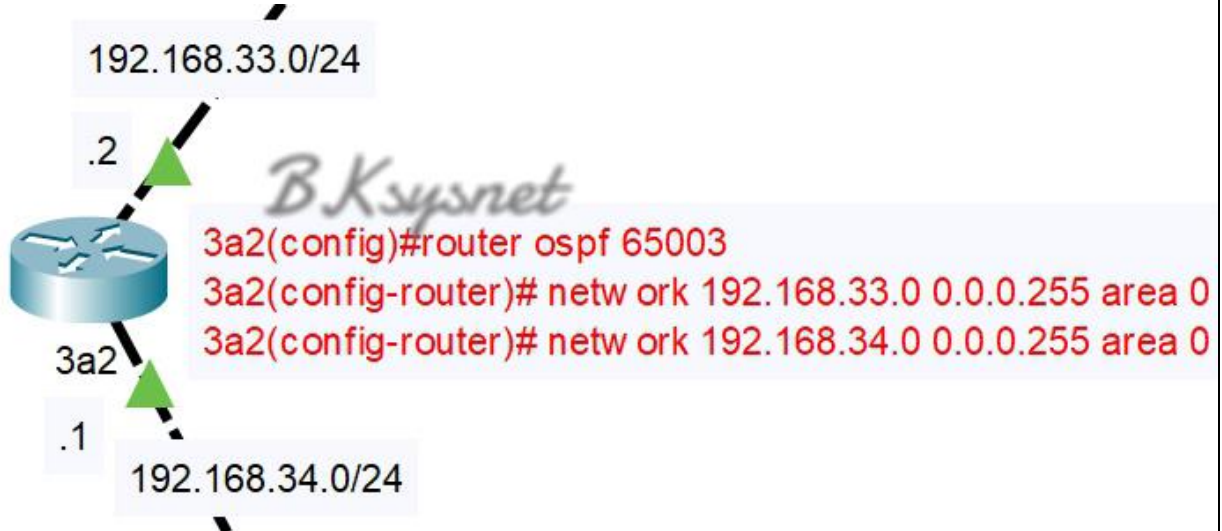 192.168.33.0/24
.2
B.Ksysnet
3a2(config)#router ospf 65003
3a2(config-router)# netw ork 192.168.33.0 0.0.0.255 area 0
3a2(config-router)# netw ork 192.168.34.0 0.0.0.255 area 0
3a2
.1
192.168.34.0/24